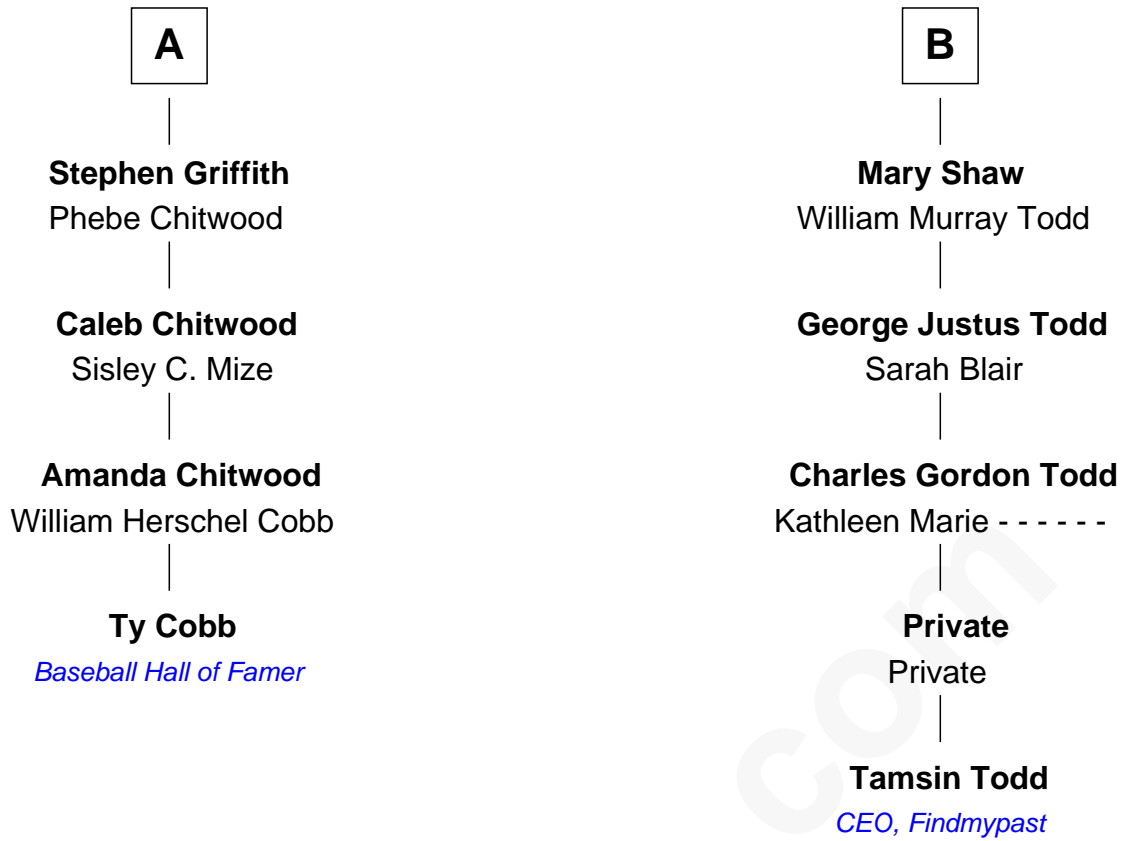 A
Stephen Griffith
Phebe Chitwood
Caleb Chitwood
Sisley C. Mize
Amanda Chitwood
William Herschel Cobb
Ty Cobb
Baseball Hall of Famer
B
Mary Shaw
William Murray Todd
George Justus Todd
Sarah Blair
Charles Gordon Todd
Kathleen Marie - - - - - -
Private
Private
Tamsin Todd
CEO, Findmypast
com